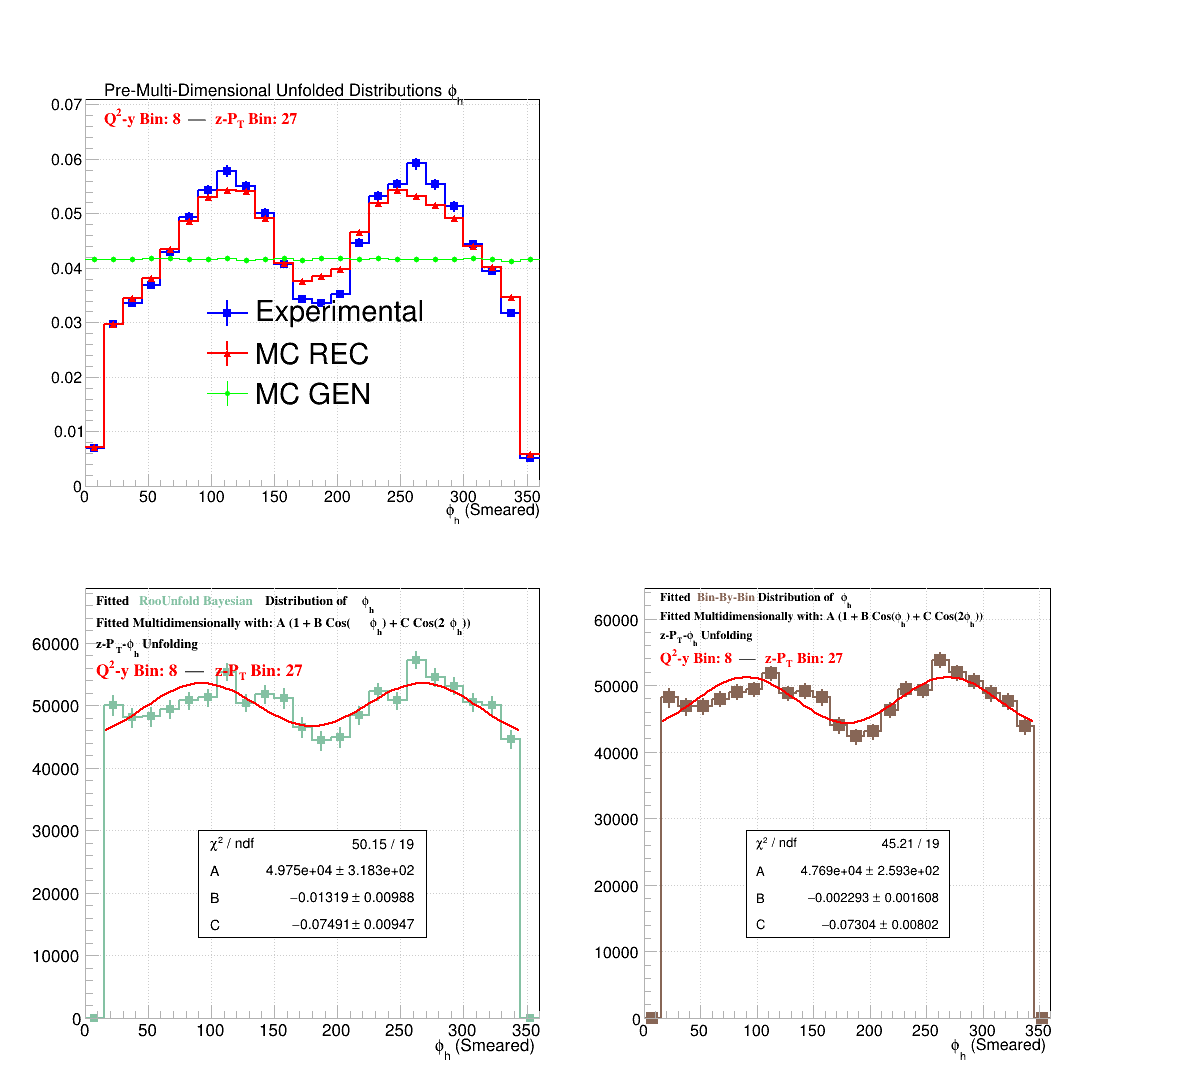 Pre-Multi-Dimensional Unfolded Distributions ϕh
Q2-y Bin: 8 — z-PT Bin: 27
0.07
0.06
0.05
0.04
0.03
0.02
0.01
0
Experimental
MC REC
MC GEN
0 50 100 150 200 250 300 350
ϕh (Smeared)
Fitted RooUnfold Bayesian Distribution of ϕh
Fitted Multidimensionally with: A (1 + B Cos( ϕh) + C Cos(2 ϕh))
z-PT-ϕh Unfolding
Q2-y Bin: 8 — z-PT Bin: 27
60000
50000
40000
30000
20000
10000
0
χ2 / ndf 50.15 / 19
A 4.975e+04 ± 3.183e+02
B −0.01319 ± 0.00988
C −0.07491 ± 0.00947
0 50 100 150 200 250 300 350
ϕh (Smeared)
Fitted Bin-By-Bin Distribution of ϕh
Fitted Multidimensionally with: A (1 + B Cos(ϕh) + C Cos(2ϕh))
z-PT-ϕh Unfolding
Q2-y Bin: 8 — z-PT Bin: 27
60000
50000
40000
30000
20000
10000
0
χ2 / ndf 45.21 / 19
A 4.769e+04 ± 2.593e+02
B −0.002293 ± 0.001608
C −0.07304 ± 0.00802
0 50 100 150 200 250 300 350
ϕh (Smeared)